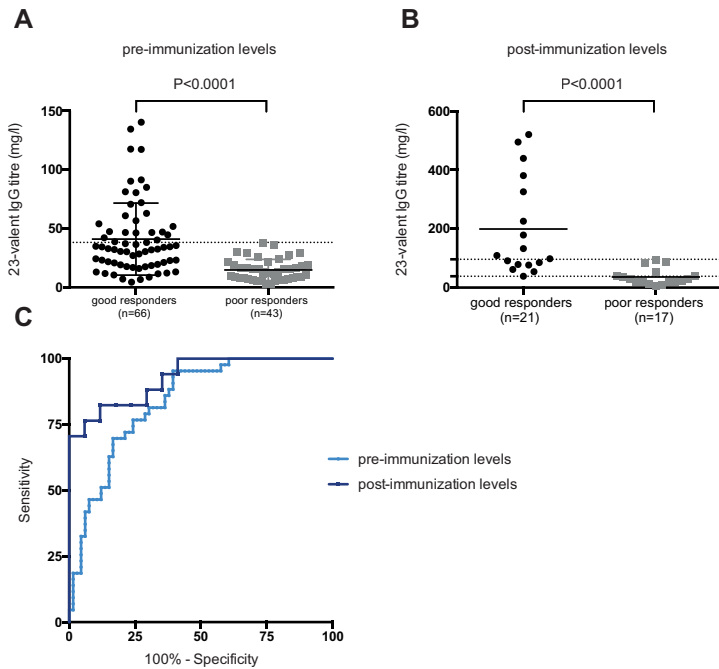 A
pre-immunization levels
P<0.0001
23-valent IgG titre (mg/l)
150
100
50
0
good responders
(n=66)
poor responders
(n=43)
B
post-immunization levels
P<0.0001
23-valent IgG titre (mg/l)
600
400
200
0
good responders
(n=21)
poor responders
(n=17)
C
Sensitivity
100
75
50
25
0
0
25
50
75
100
100% - Specificity
pre-immunization levels
post-immunization levels